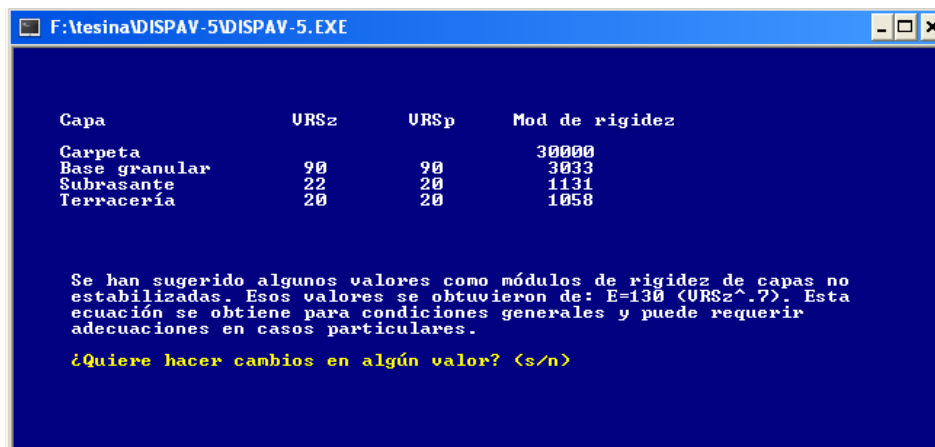 F:\tesina\DISPAV-5\DISPAV-5.EXE
Capa VRSz VRSp Mod de rigidez
Carpeta 30000
Base granular 90 90 3033
Subrasante 22 20 1131
Terracería 20 20 1058
Se han sugerido algunos valores como módulos de rigidez de capas no
estabilizadas. Esos valores se obtuvieron de: E=130 (VRSz^.7). Esta
ecuación se obtiene para condiciones generales y puede requerir
adecuaciones en casos particulares.
¿Quiere hacer cambios en algún valor? (s/n)